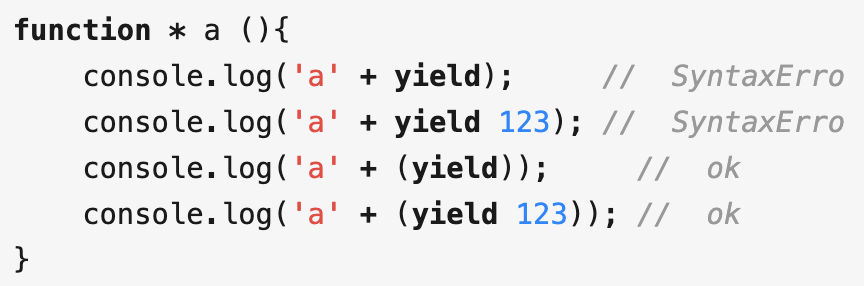 function * a (){
    console.log('a' + yield);     //  SyntaxErro
    console.log('a' + yield 123); //  SyntaxErro
    console.log('a' + (yield));     //  ok
    console.log('a' + (yield 123)); //  ok
}